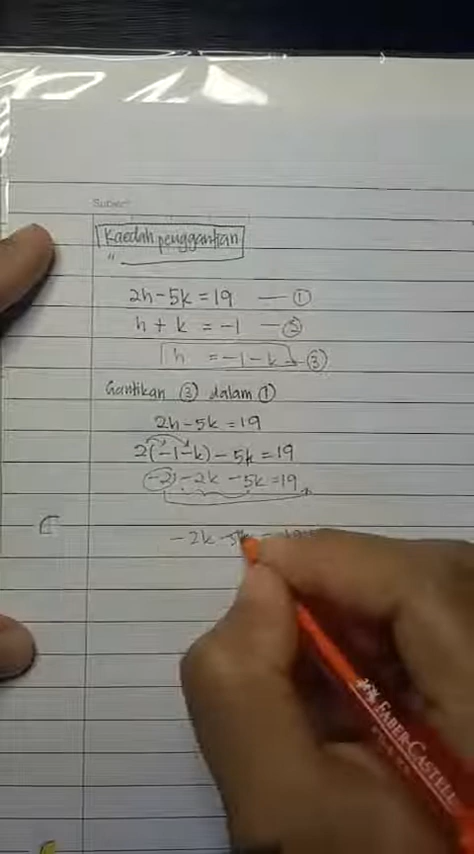 Subject
Kaedah penggantian
2h - 5k = 19 — ①
h + k = -1 — ②
h = -1 - k — ③
Gantikan ③ dalam ①
2h - 5k = 19
2(-1 - k) - 5k = 19
-2 - 2k - 5k = 19
-2k - 5k = 19
FABER-CASTELL